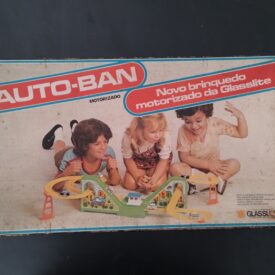 AUTO-BAN
MOTORIZADO
Novo brinquedo
motorizado da Glasslite